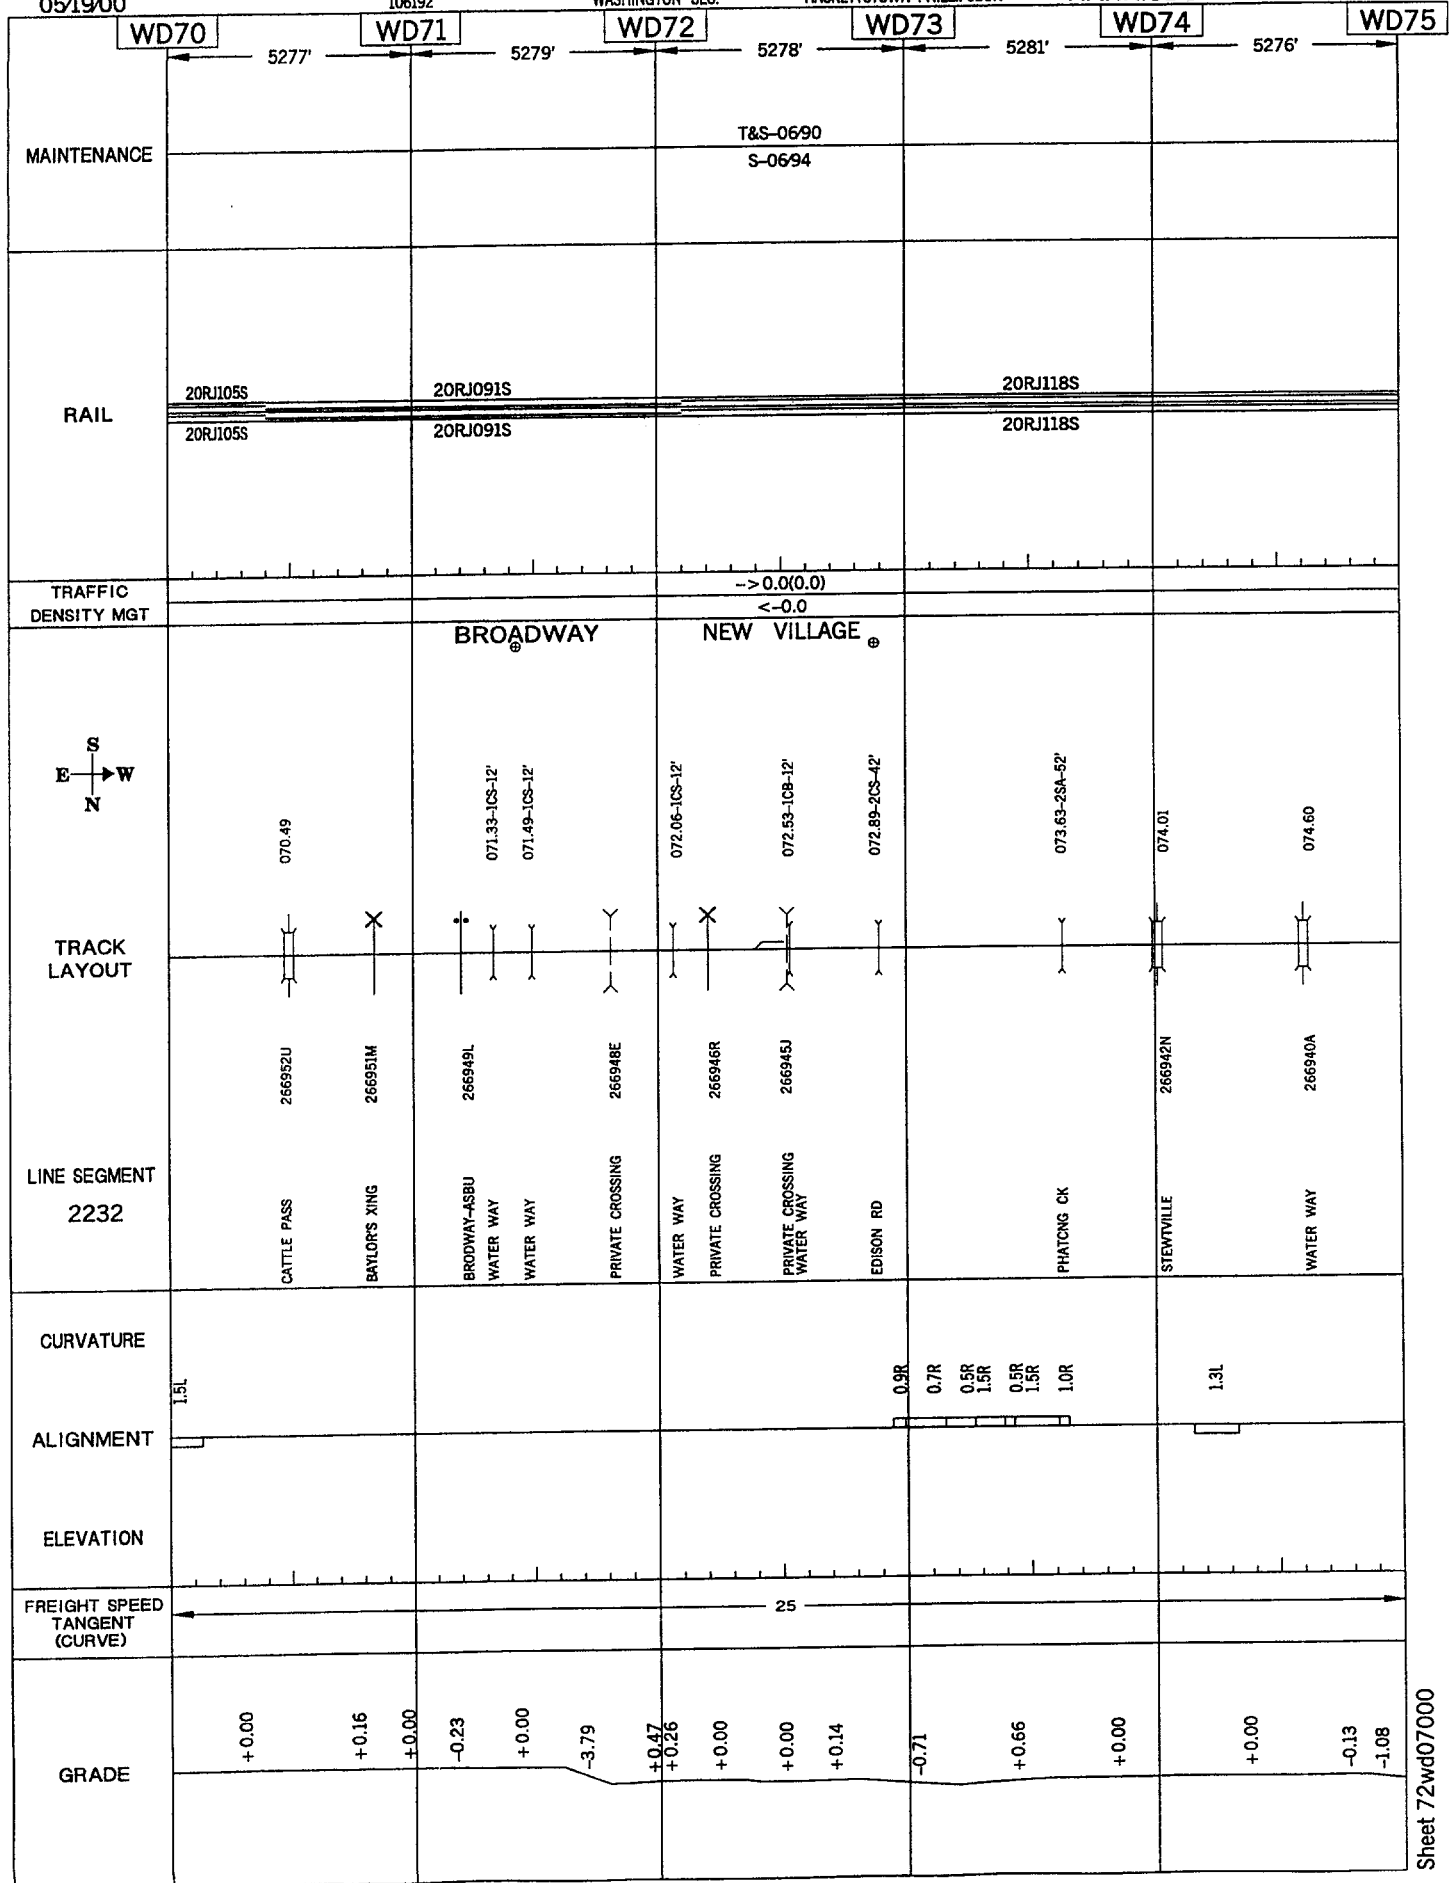 05/19/00
106192
WD70 WD71 WD72 WD73 WD74 WD75
5277' 5279' 5278' 5281' 5276'
MAINTENANCE
T&S-06/90
S-06/94
RAIL
20RJ105S 20RJ091S 20RJ118S
20RJ105S 20RJ091S 20RJ118S
TRAFFIC
DENSITY MGT
->0.0(0.0)
<-0.0
BROADWAY NEW VILLAGE
S
E W
N
070.49
071.33-1CS-12'
071.49-1CS-12'
072.06-1CS-12'
072.53-1CB-12'
072.89-2CS-42'
073.63-2SA-52'
074.01
074.60
TRACK
LAYOUT
266952U
266951M
266949L
266948E
266946R
266945J
266942N
266940A
LINE SEGMENT
2232
CATTLE PASS
BAYLOR'S XING
BRODWAY-ASBU
WATER WAY
WATER WAY
PRIVATE CROSSING
WATER WAY
PRIVATE CROSSING
PRIVATE CROSSING
WATER WAY
EDISON RD
PHATCNG CK
STEWTVILLE
WATER WAY
CURVATURE
1.5L
0.9R
0.7R
0.5R
1.5R
0.5R
1.5R
1.0R
1.3L
ALIGNMENT
ELEVATION
FREIGHT SPEED
TANGENT
(CURVE)
25
GRADE
+0.00
+0.16
+0.00
-0.23
+0.00
-3.79
+0.47
+0.26
+0.00
+0.00
+0.14
-0.71
+0.66
+0.00
+0.00
-0.13
-1.08
Sheet 72wd07000